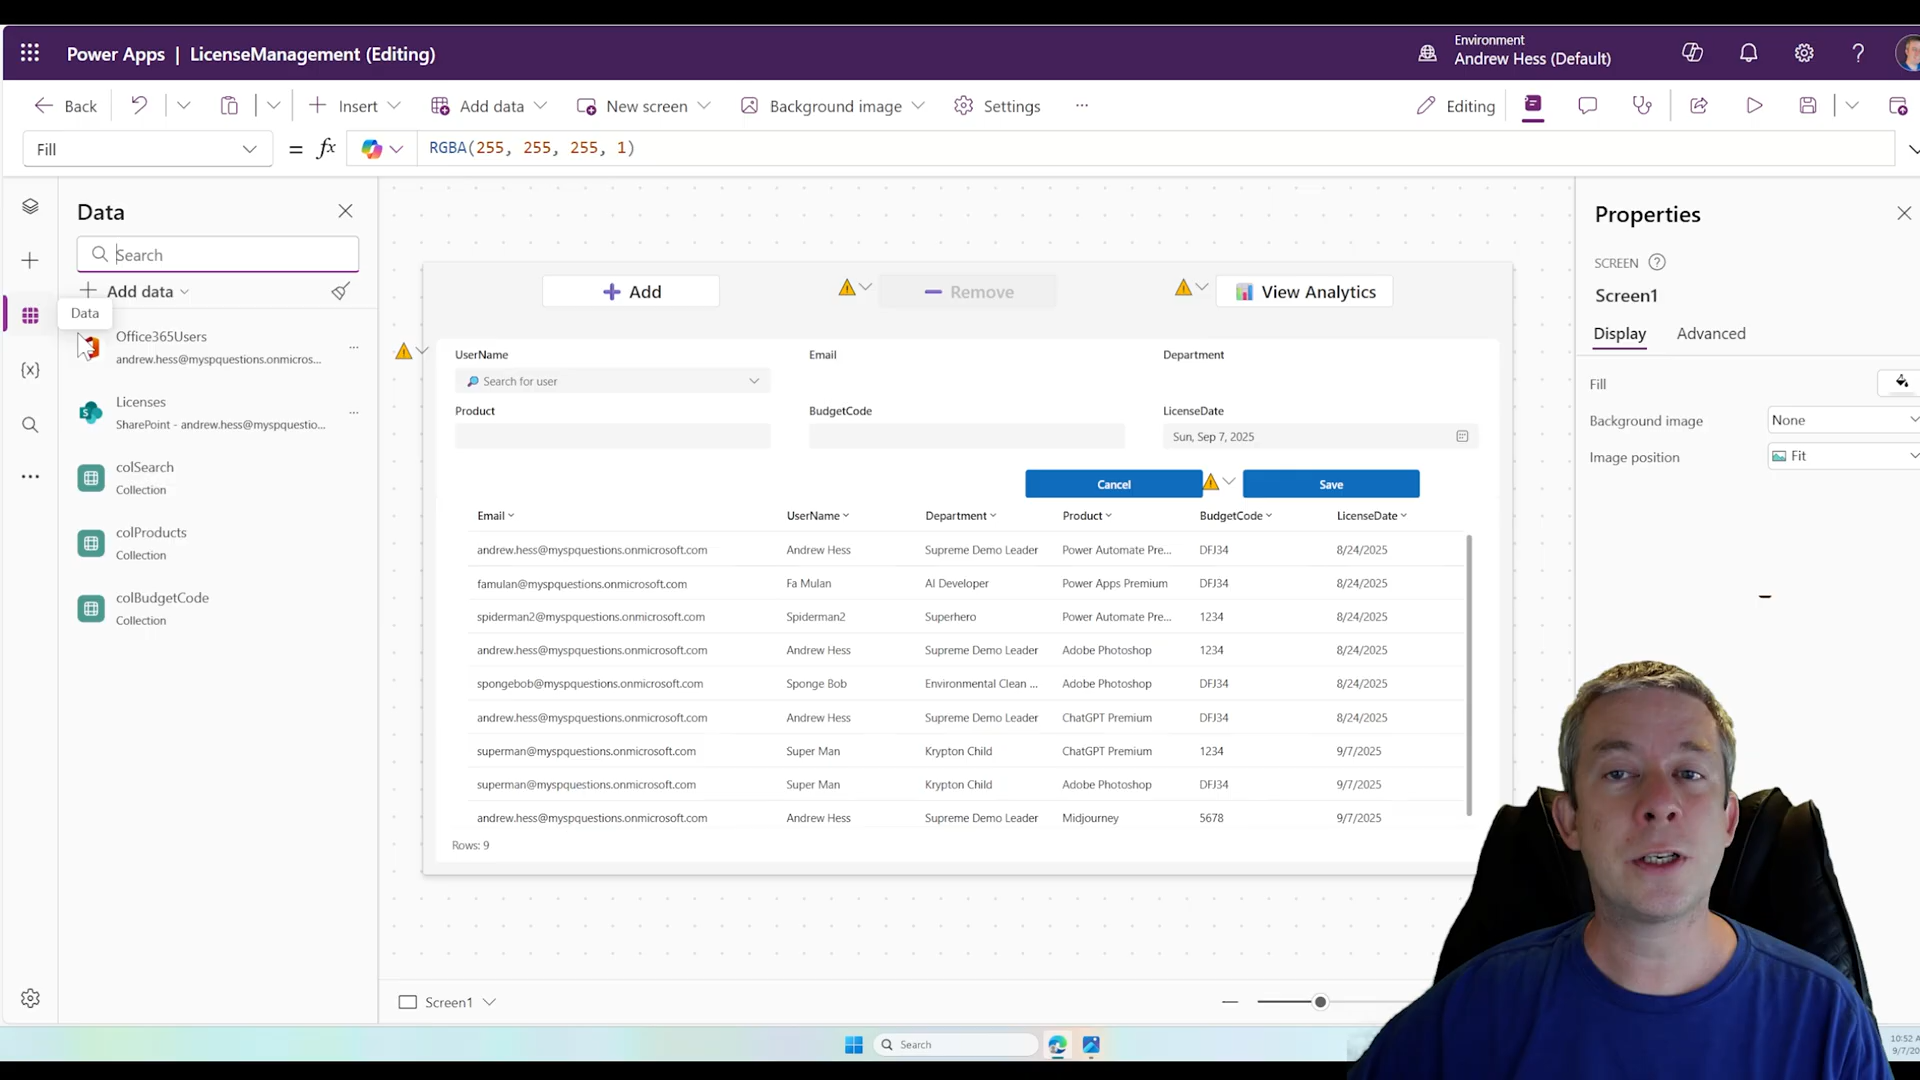 Power Apps | LicenseManagement (Editing)
Environment
Andrew Hess (Default)
Back
Insert
Add data
New screen
Background image
Settings
Editing
Fill
= fx
RGBA(255, 255, 255, 1)
Data
Search
Add data
Data
Office365Users
andrew.hess@myspquestions.onmicros...
Licenses
SharePoint - andrew.hess@myspquestio...
colSearch
Collection
colProducts
Collection
colBudgetCode
Collection
Add
Remove
View Analytics
UserName
Email
Department
Search for user
Product
BudgetCode
LicenseDate
Sun, Sep 7, 2025
Cancel
Save
Email UserName Department Product BudgetCode LicenseDate
andrew.hess@myspquestions.onmicrosoft.com Andrew Hess Supreme Demo Leader Power Automate Pre... DFJ34 8/24/2025
famulan@myspquestions.onmicrosoft.com Fa Mulan AI Developer Power Apps Premium DFJ34 8/24/2025
spiderman2@myspquestions.onmicrosoft.com Spiderman2 Superhero Power Automate Pre... 1234 8/24/2025
andrew.hess@myspquestions.onmicrosoft.com Andrew Hess Supreme Demo Leader Adobe Photoshop 1234 8/24/2025
spongebob@myspquestions.onmicrosoft.com Sponge Bob Environmental Clean ... Adobe Photoshop DFJ34 8/24/2025
andrew.hess@myspquestions.onmicrosoft.com Andrew Hess Supreme Demo Leader ChatGPT Premium DFJ34 8/24/2025
superman@myspquestions.onmicrosoft.com Super Man Krypton Child ChatGPT Premium 1234 9/7/2025
superman@myspquestions.onmicrosoft.com Super Man Krypton Child Adobe Photoshop DFJ34 9/7/2025
andrew.hess@myspquestions.onmicrosoft.com Andrew Hess Supreme Demo Leader Midjourney 5678 9/7/2025
Rows: 9
Properties
SCREEN
Screen1
Display
Advanced
Fill
Background image
None
Image position
Fit
Screen1
Search
10:52 A
9/7/20